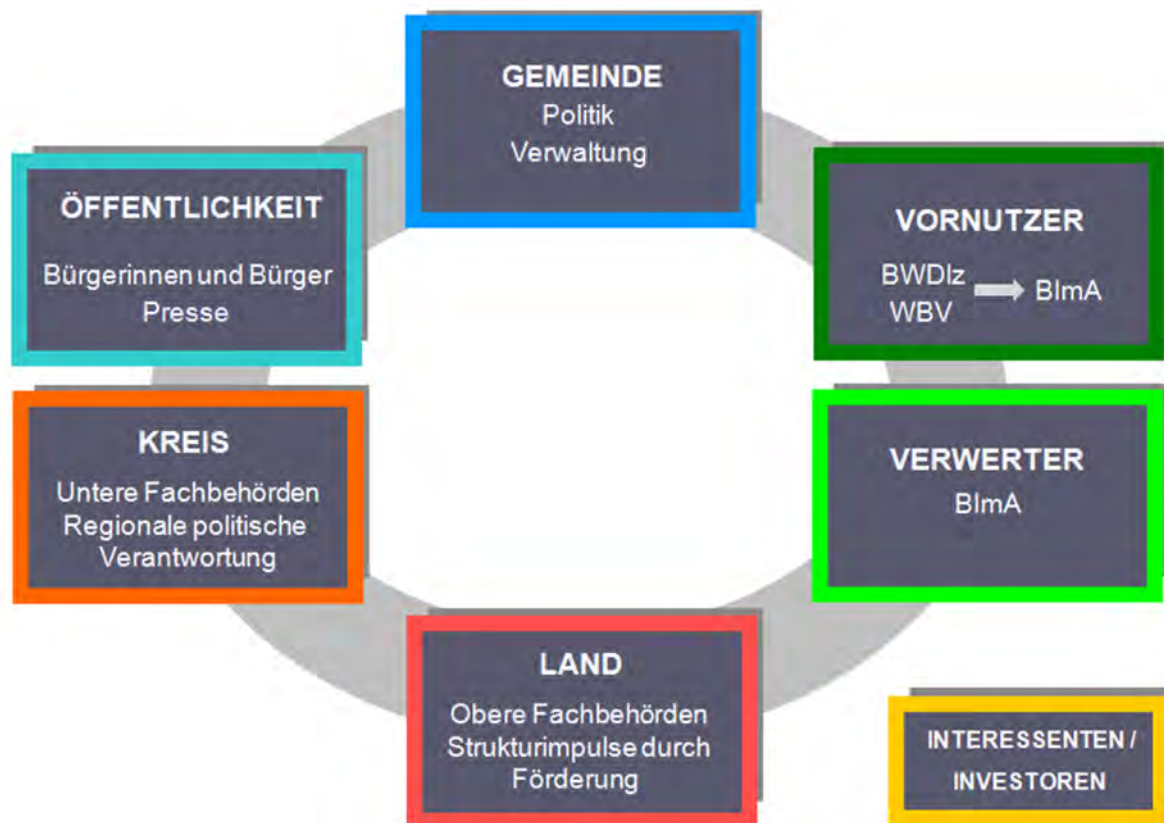 GEMEINDE
Politik
Verwaltung
ÖFFENTLICHKEIT
Bürgerinnen und Bürger
Presse
VORNUTZER
BWDlz
WBV
BImA
KREIS
Untere Fachbehörden
Regionale politische
Verantwortung
VERWERTER
BImA
LAND
Obere Fachbehörden
Strukturimpulse durch
Förderung
INTERESSENTEN /
INVESTOREN